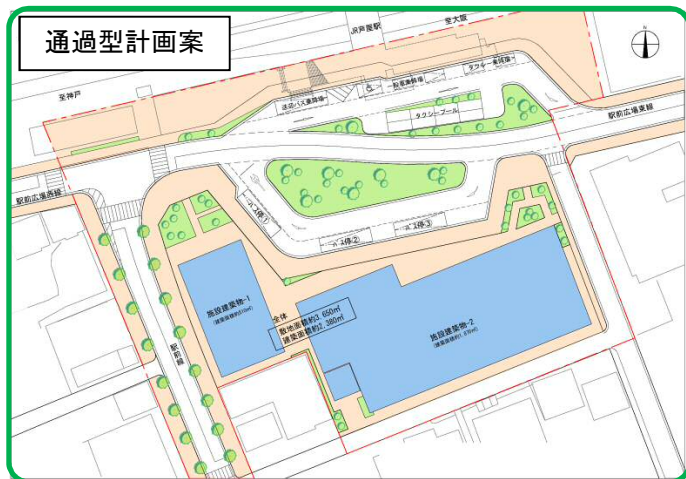 通過型計画案
JR芦屋駅
至大阪
N
至神戸
タクシー乗降場
一般車乗降場
送迎バス乗降場
タクシープール
駅前広場東線
駅前広場西線
バス停①
バス停②
バス停③
施設建築物-1
全体
敷地面積約3,650㎡
建築面積約2,380㎡
施設建築物-2
駅前線